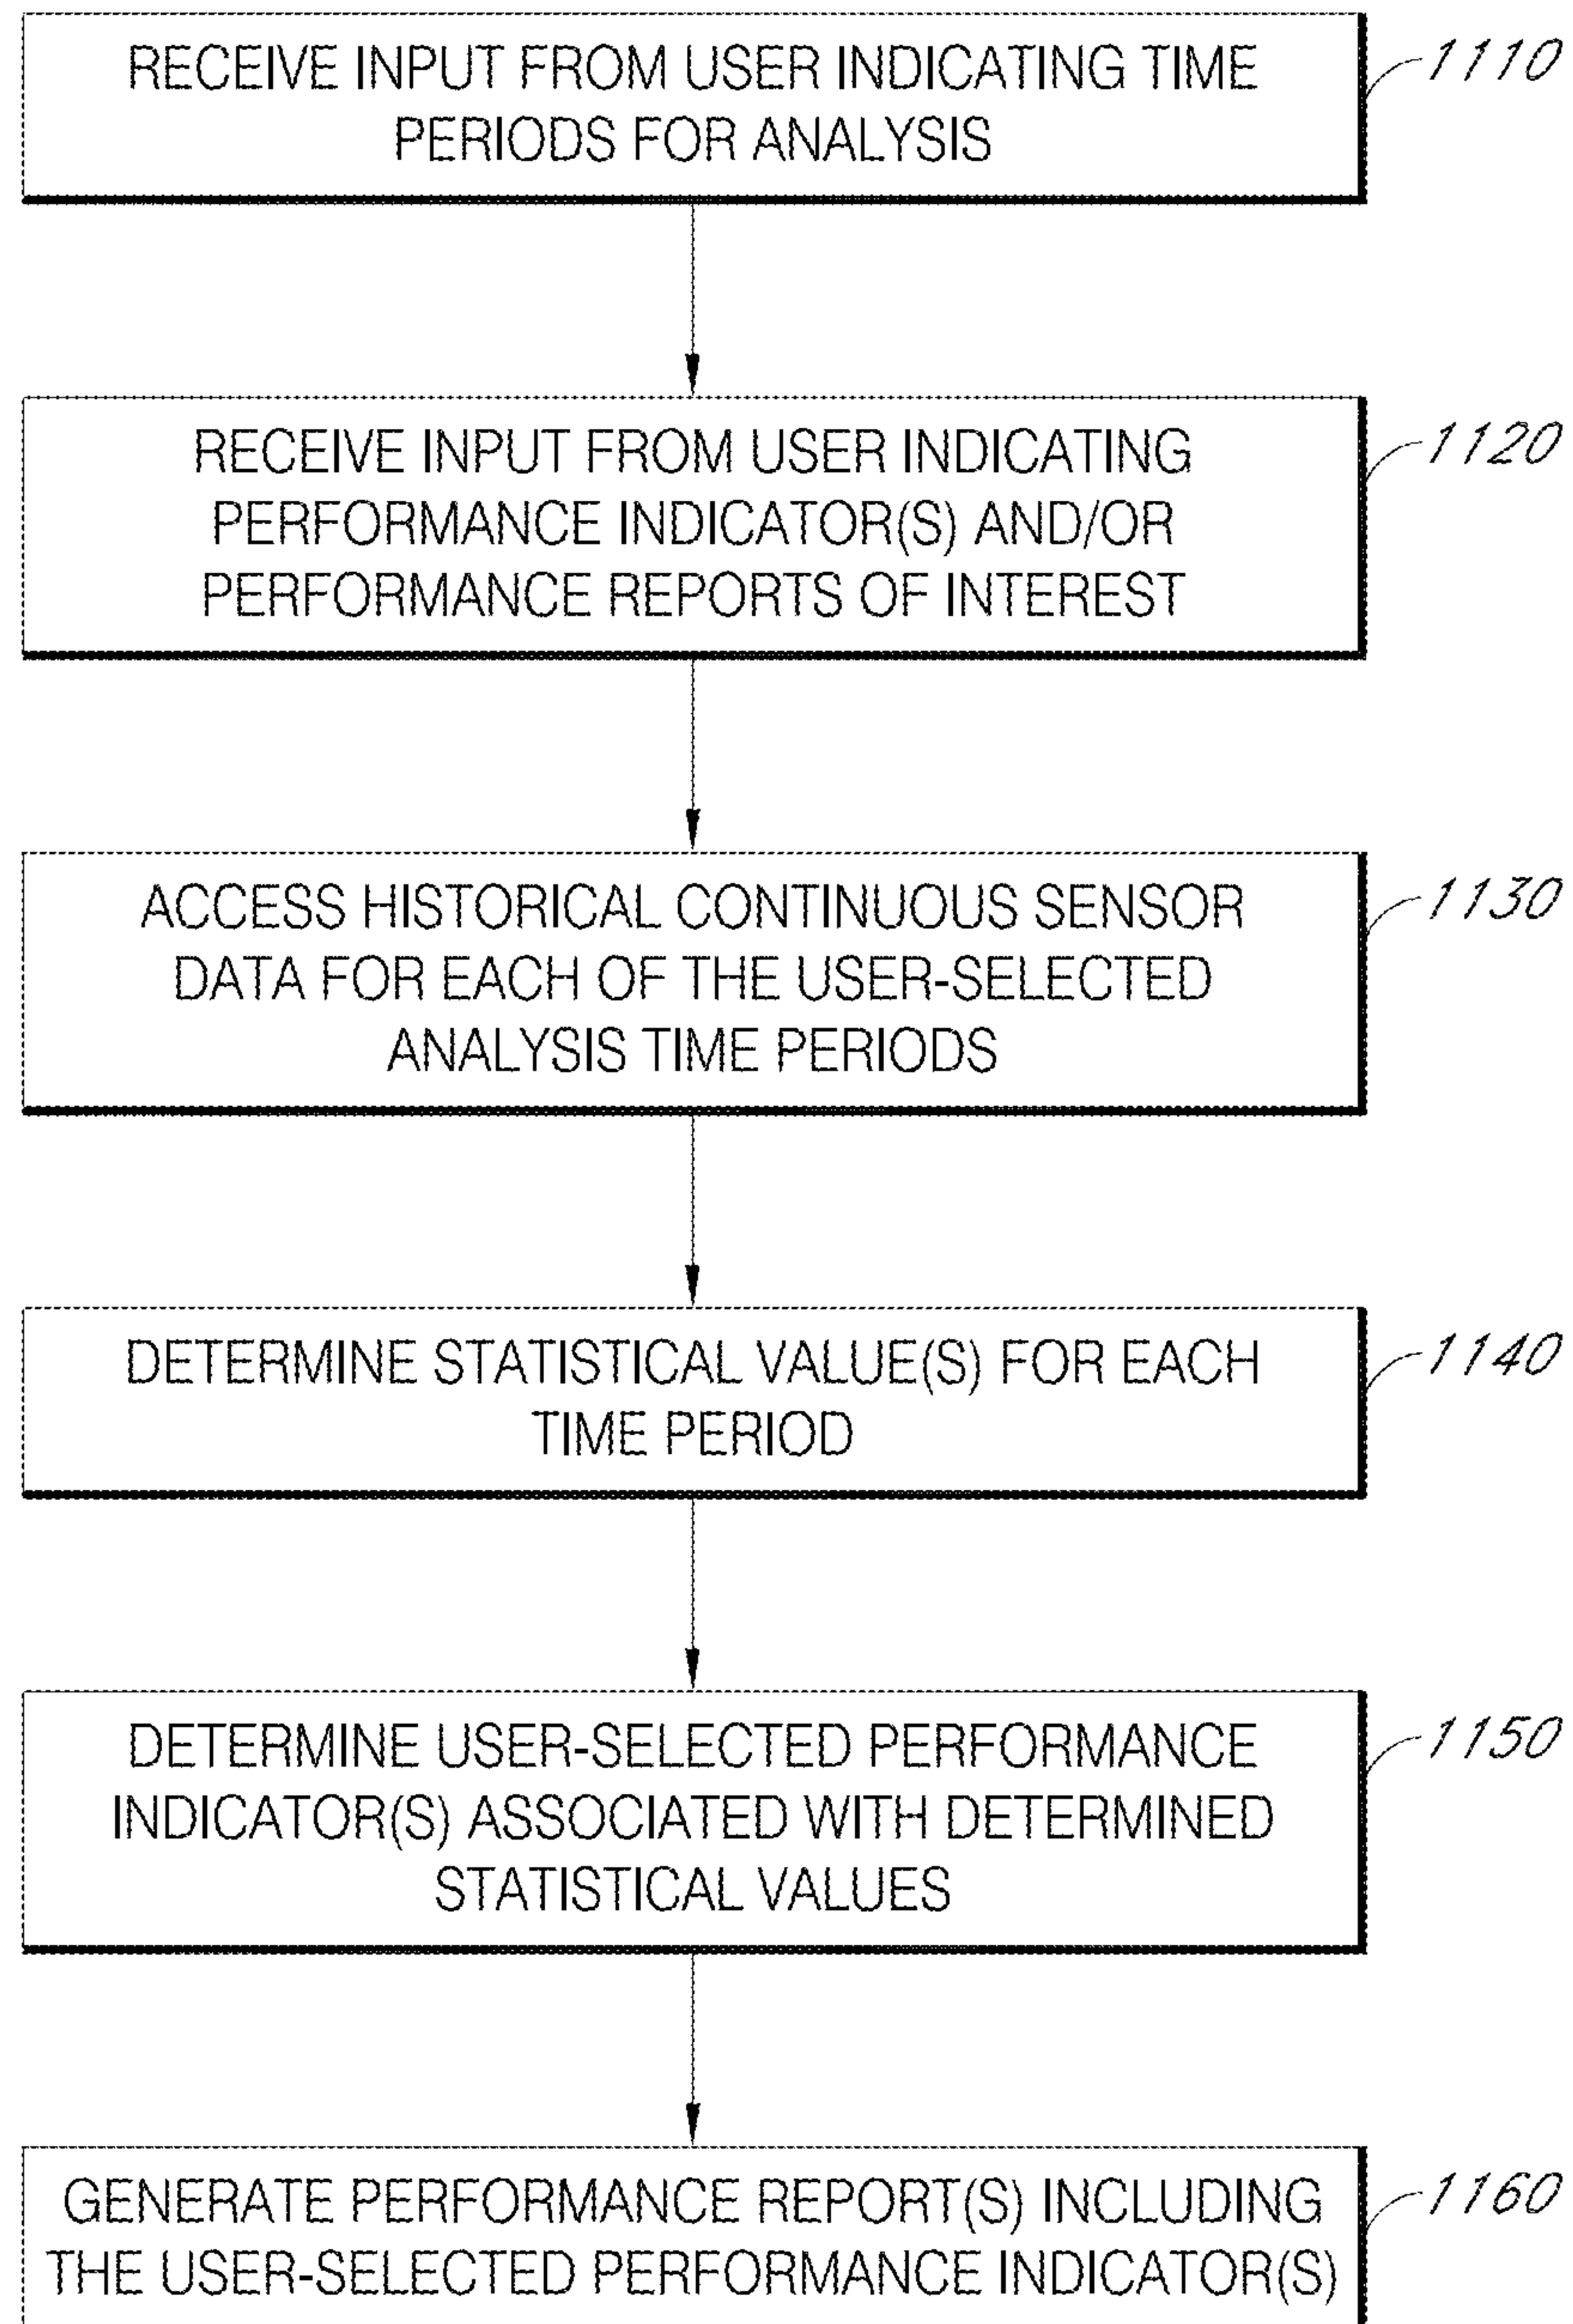 RECEIVE INPUT FROM USER INDICATING TIME
PERIODS FOR ANALYSIS
1110
RECEIVE INPUT FROM USER INDICATING
PERFORMANCE INDICATOR(S) AND/OR
PERFORMANCE REPORTS OF INTEREST
1120
ACCESS HISTORICAL CONTINUOUS SENSOR
DATA FOR EACH OF THE USER-SELECTED
ANALYSIS TIME PERIODS
1130
DETERMINE STATISTICAL VALUE(S) FOR EACH
TIME PERIOD
1140
DETERMINE USER-SELECTED PERFORMANCE
INDICATOR(S) ASSOCIATED WITH DETERMINED
STATISTICAL VALUES
1150
GENERATE PERFORMANCE REPORT(S) INCLUDING
THE USER-SELECTED PERFORMANCE INDICATOR(S)
1160